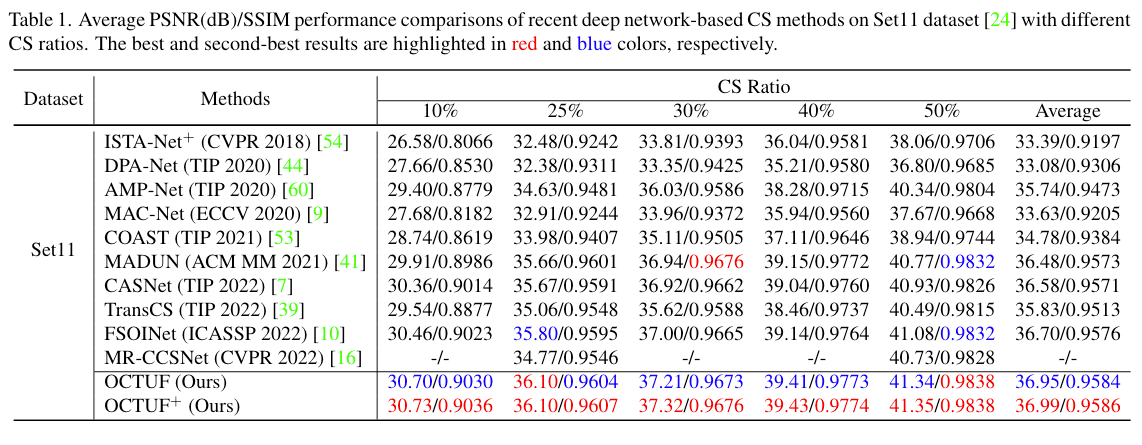 Table 1. Average PSNR(dB)/SSIM performance comparisons of recent deep network-based CS methods on Set11 dataset [24] with different
CS ratios. The best and second-best results are highlighted in red and blue colors, respectively.
Dataset Methods CS Ratio
10% 25% 30% 40% 50% Average
Set11
ISTA-Net+ (CVPR 2018) [54] 26.58/0.8066 32.48/0.9242 33.81/0.9393 36.04/0.9581 38.06/0.9706 33.39/0.9197
DPA-Net (TIP 2020) [44] 27.66/0.8530 32.38/0.9311 33.35/0.9425 35.21/0.9580 36.80/0.9685 33.08/0.9306
AMP-Net (TIP 2020) [60] 29.40/0.8779 34.63/0.9481 36.03/0.9586 38.28/0.9715 40.34/0.9804 35.74/0.9473
MAC-Net (ECCV 2020) [9] 27.68/0.8182 32.91/0.9244 33.96/0.9372 35.94/0.9560 37.67/0.9668 33.63/0.9205
COAST (TIP 2021) [53] 28.74/0.8619 33.98/0.9407 35.11/0.9505 37.11/0.9646 38.94/0.9744 34.78/0.9384
MADUN (ACM MM 2021) [41] 29.91/0.8986 35.66/0.9601 36.94/0.9676 39.15/0.9772 40.77/0.9832 36.48/0.9573
CASNet (TIP 2022) [7] 30.36/0.9014 35.67/0.9591 36.92/0.9662 39.04/0.9760 40.93/0.9826 36.58/0.9571
TransCS (TIP 2022) [39] 29.54/0.8877 35.06/0.9548 35.62/0.9588 38.46/0.9737 40.49/0.9815 35.83/0.9513
FSOINet (ICASSP 2022) [10] 30.46/0.9023 35.80/0.9595 37.00/0.9665 39.14/0.9764 41.08/0.9832 36.70/0.9576
MR-CCSNet (CVPR 2022) [16] -/- 34.77/0.9546 -/- -/- 40.73/0.9828 -/-
OCTUF (Ours) 30.70/0.9030 36.10/0.9604 37.21/0.9673 39.41/0.9773 41.34/0.9838 36.95/0.9584
OCTUF+ (Ours) 30.73/0.9036 36.10/0.9607 37.32/0.9676 39.43/0.9774 41.35/0.9838 36.99/0.9586